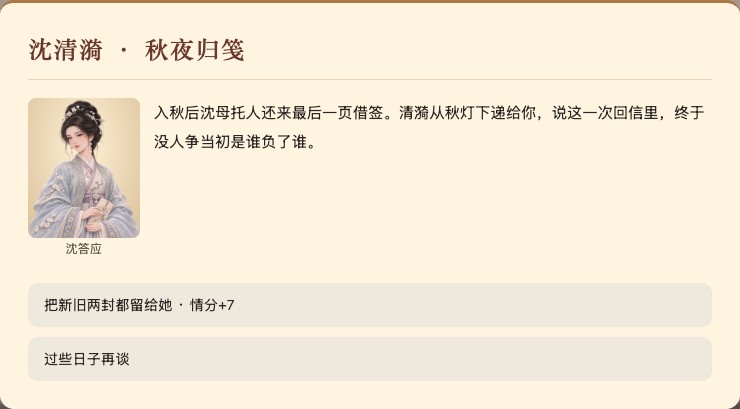 沈清漪 · 秋夜归笺
入秋后沈母托人还来最后一页借签。清漪从秋灯下递给你，说这一次回信里，终于
没人争当初是谁负了谁。
沈答应
把新旧两封都留给她 · 情分+7
过些日子再谈